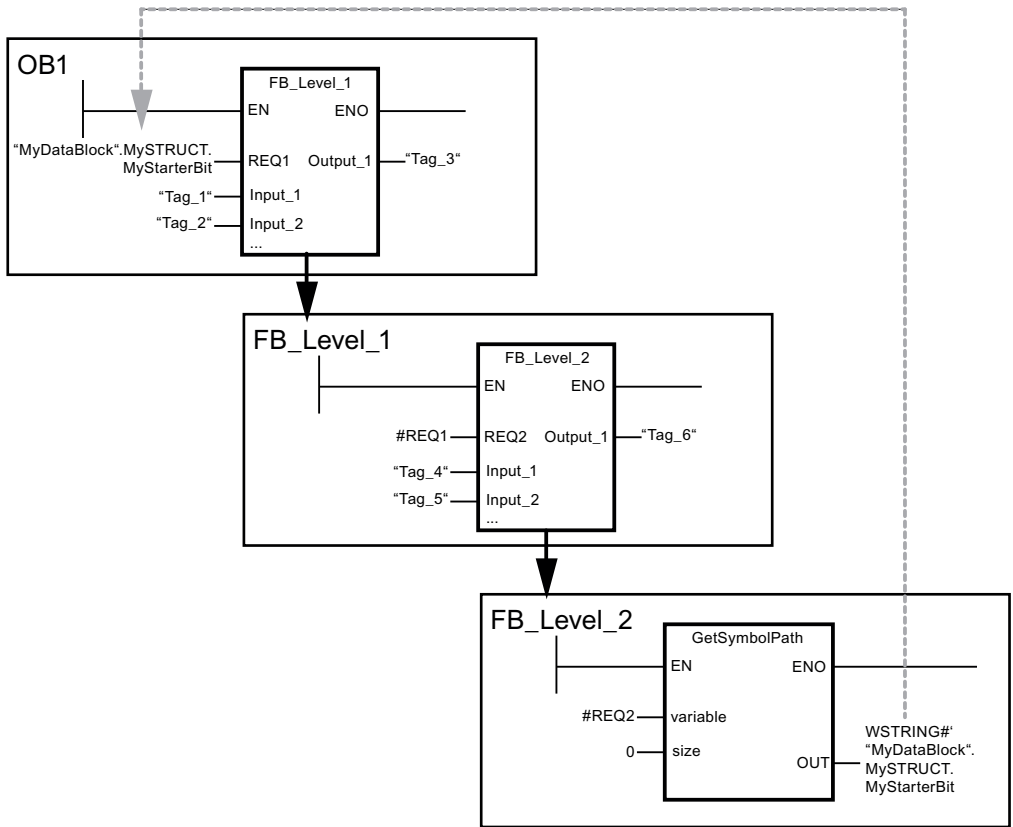 OB1
FB_Level_1
EN ENO
"MyDataBlock“.MySTRUCT.
MyStarterBit
REQ1 Output_1 “Tag_3“
“Tag_1“ Input_1
“Tag_2“ Input_2
...
FB_Level_1
FB_Level_2
EN ENO
#REQ1 REQ2 Output_1 “Tag_6“
“Tag_4“ Input_1
“Tag_5“ Input_2
...
FB_Level_2
GetSymbolPath
EN ENO
#REQ2 variable
0 size
OUT
WSTRING#‘
“MyDataBlock“.
MySTRUCT.
MyStarterBit